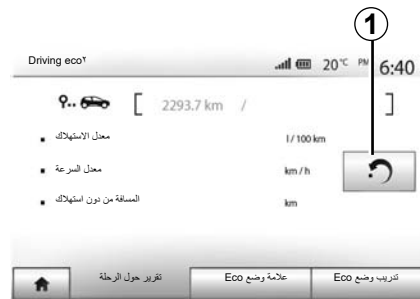 1
Driving eco² 20°C PM 6:40
[ 2293.7 km / ]
معدل الاستهلاك l/100 km
معدل السرعة km/h
المسافة من دون استهلاك km
تقرير حول الرحلة علامة وضع Eco تدريب وضع Eco